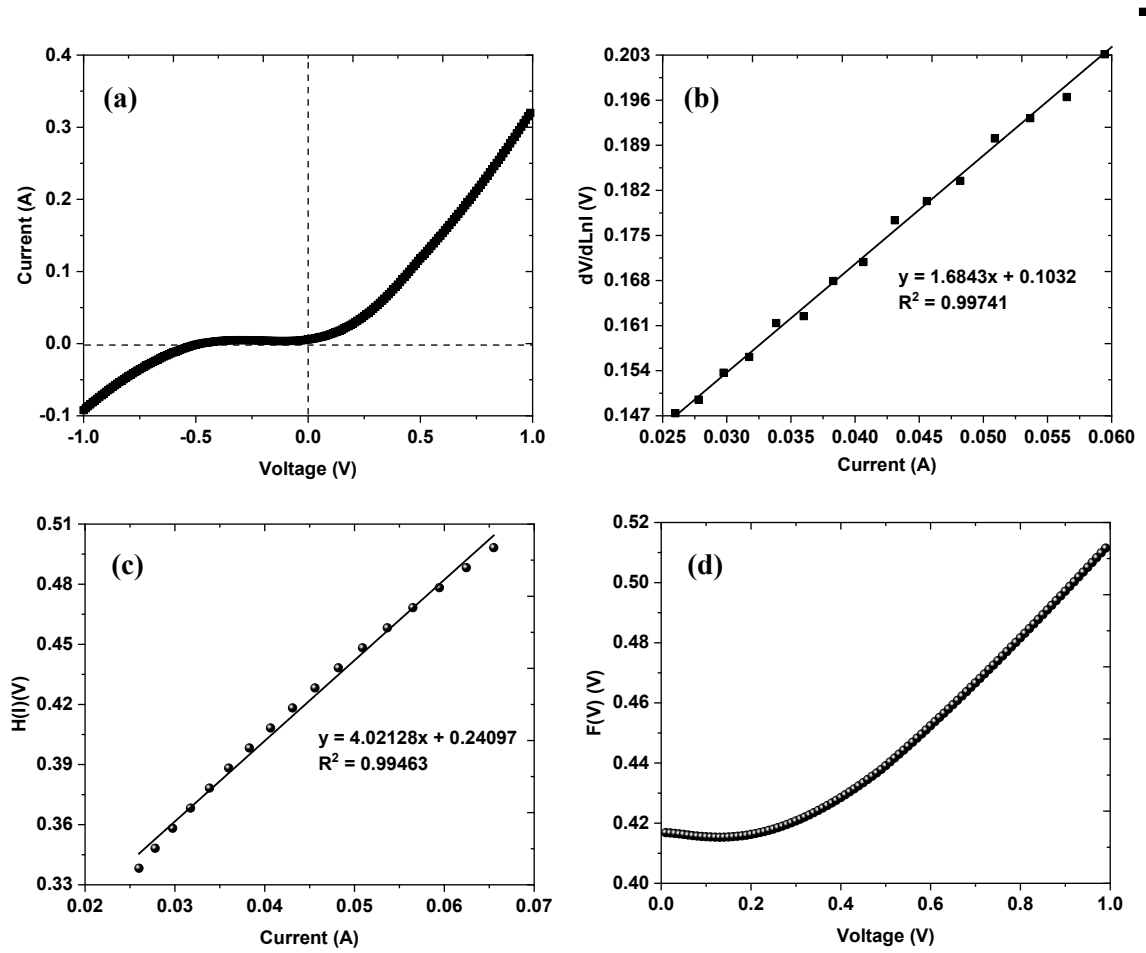 (a)
0.4
0.3
0.2
0.1
0.0
-0.1
Current (A)
-1.0 -0.5 0.0 0.5 1.0
Voltage (V)
(b)
0.203
0.196
0.189
0.182
0.175
0.168
0.161
0.154
0.147
dV/dLnI (V)
y = 1.6843x + 0.1032
R² = 0.99741
0.025 0.030 0.035 0.040 0.045 0.050 0.055 0.060
Current (A)
(c)
0.51
0.48
0.45
0.42
0.39
0.36
0.33
H(I)(V)
y = 4.02128x + 0.24097
R² = 0.99463
0.02 0.03 0.04 0.05 0.06 0.07
Current (A)
(d)
0.52
0.50
0.48
0.46
0.44
0.42
0.40
F(V) (V)
0.0 0.2 0.4 0.6 0.8 1.0
Voltage (V)